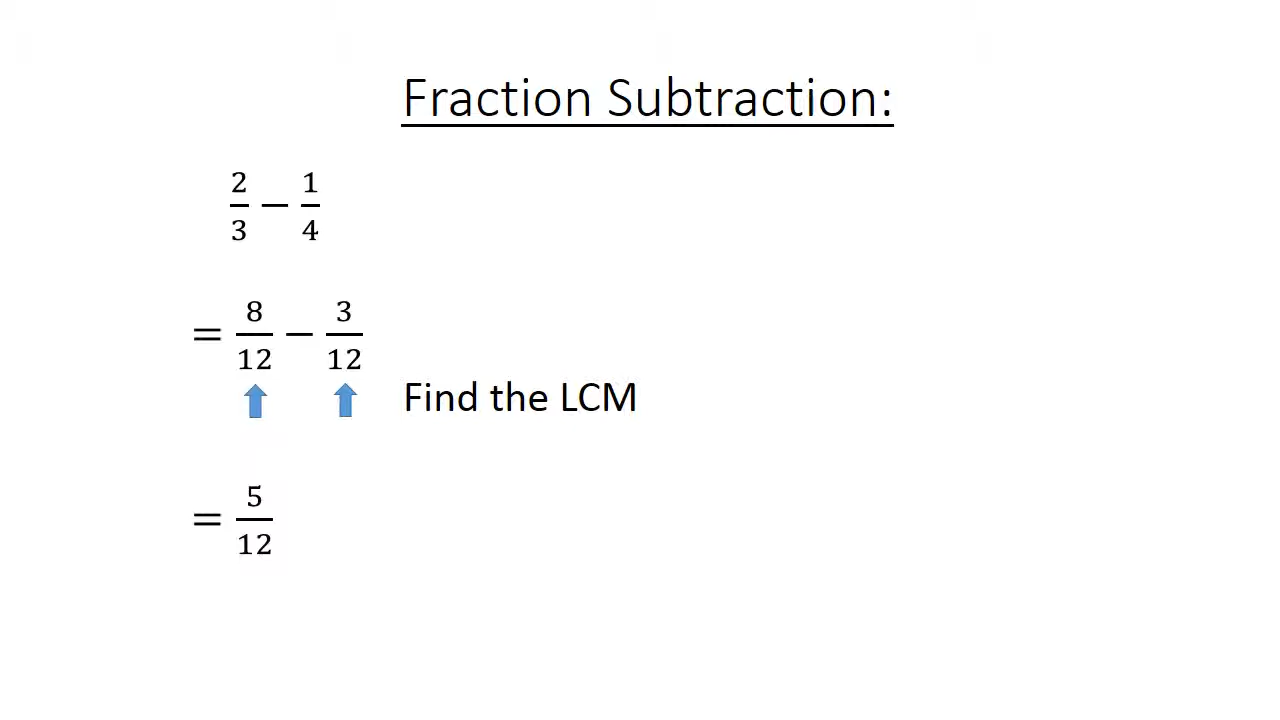 Fraction Subtraction:
2/3 − 1/4
= 8/12 − 3/12
Find the LCM
= 5/12